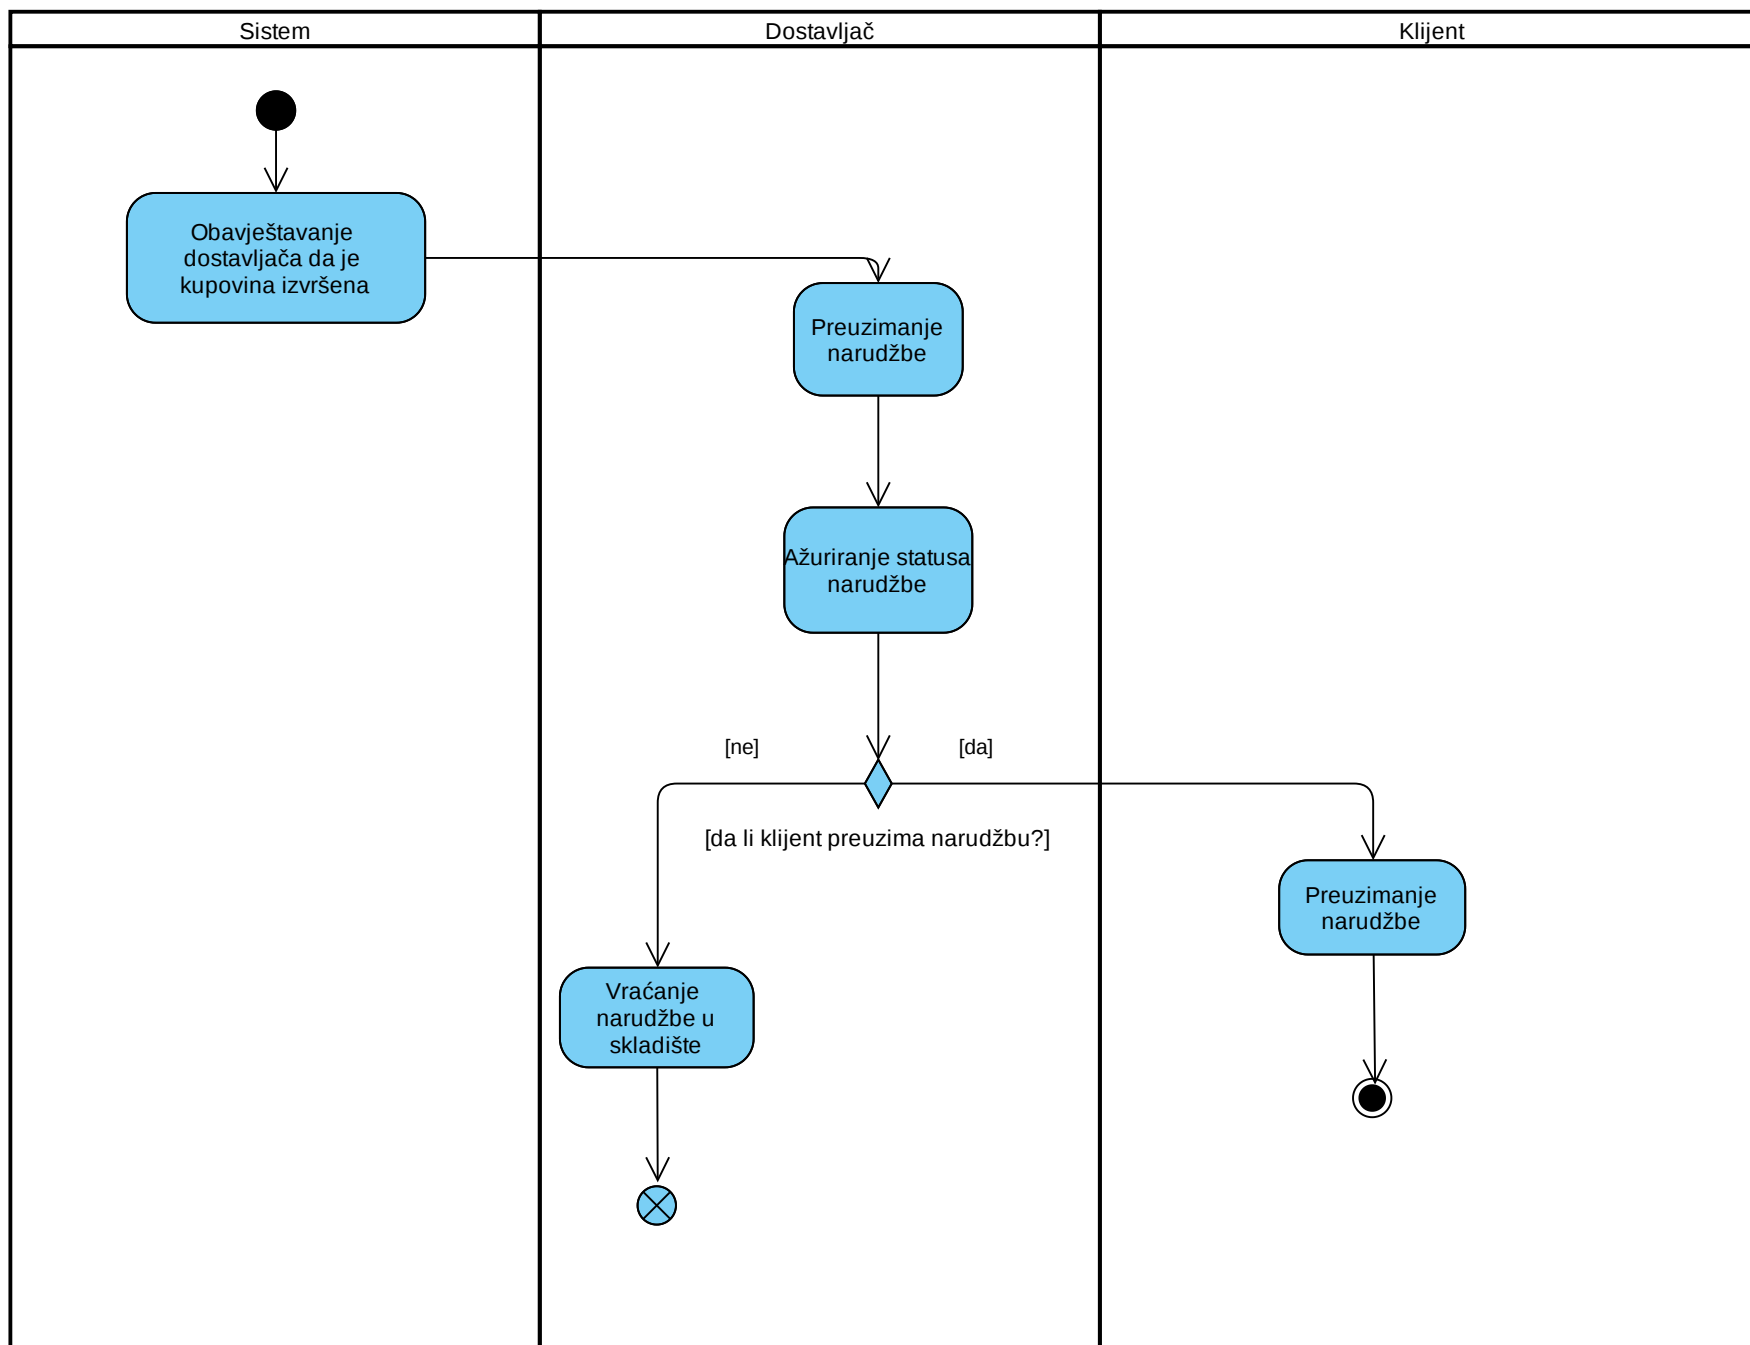 Sistem
Dostavljač
Klijent
Obavještavanje
dostavljača da je
kupovina izvršena
Preuzimanje
narudžbe
Ažuriranje statusa
narudžbe
[ne]
[da]
[da li klijent preuzima narudžbu?]
Preuzimanje
narudžbe
Vraćanje
narudžbe u
skladište